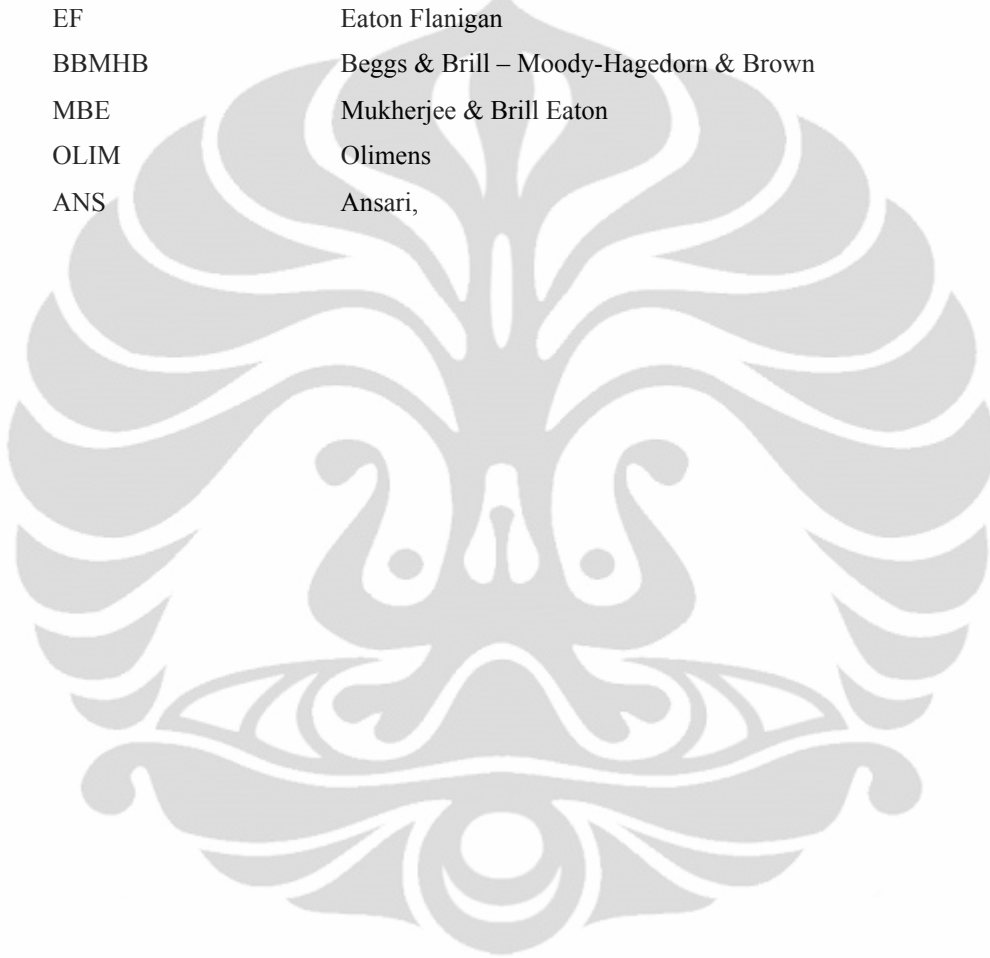 EF Eaton Flanigan
BBMHB Beggs & Brill – Moody-Hagedorn & Brown
MBE Mukherjee & Brill Eaton
OLIM Olimens
ANS Ansari,